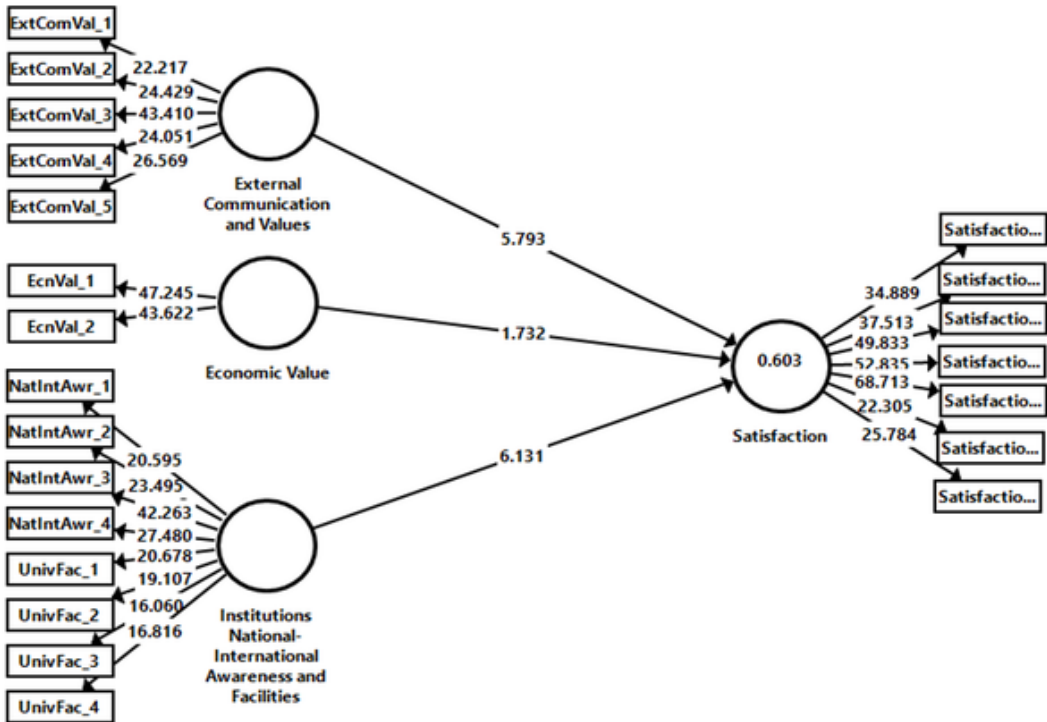 ExtComVal_1
ExtComVal_2
ExtComVal_3
ExtComVal_4
ExtComVal_5
22.217
24.429
43.410
24.051
26.569
External
Communication
and Values
5.793
EcnVal_1
EcnVal_2
47.245
43.622
Economic Value
1.732
NatIntAwr_1
NatIntAwr_2
NatIntAwr_3
NatIntAwr_4
UnivFac_1
UnivFac_2
UnivFac_3
UnivFac_4
20.595
23.495
42.263
27.480
20.678
19.107
16.060
16.816
Institutions
National-
International
Awareness and
Facilities
6.131
0.603
Satisfaction
34.889
37.513
49.833
52.835
68.713
22.305
25.784
Satisfactio...
Satisfactio...
Satisfactio...
Satisfactio...
Satisfactio...
Satisfactio...
Satisfactio...